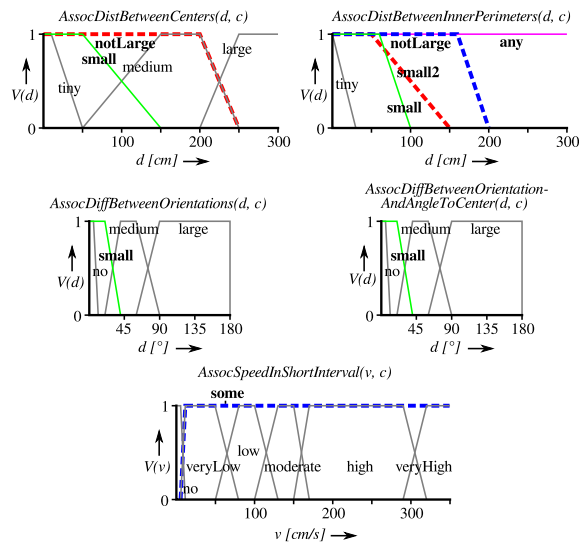 AssocDistBetweenCenters(d, c)
1
notLarge
small
medium
large
tiny
V(d)
0
0
100
200
300
d [cm]
AssocDistBetweenInnerPerimeters(d, c)
1
notLarge
any
small2
tiny
small
V(d)
0
0
100
200
300
d [cm]
AssocDiffBetweenOrientations(d, c)
1
medium
large
small
no
V(d)
0
45
90
135
180
d [°]
AssocDiffBetweenOrientation-
AndAngleToCenter(d, c)
1
medium
large
small
no
V(d)
0
45
90
135
180
d [°]
AssocSpeedInShortInterval(v, c)
some
1
low
veryLow
moderate
high
veryHigh
no
V(v)
0
0
100
200
300
v [cm/s]